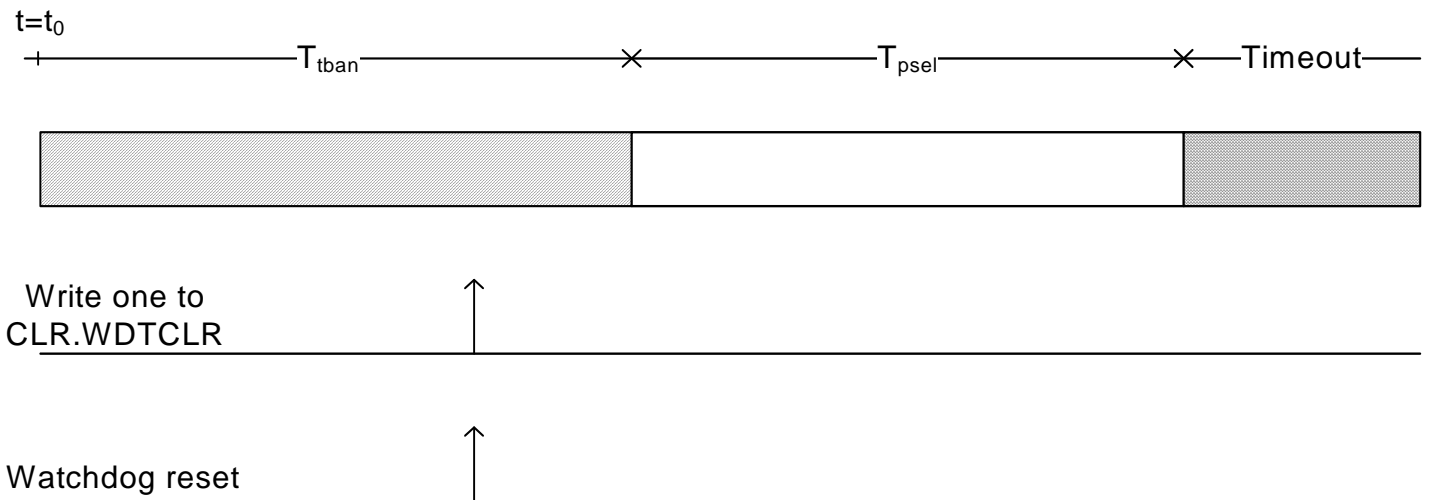 t=t0
Ttban Tpsel Timeout
Write one to
CLR.WDTCLR
Watchdog reset